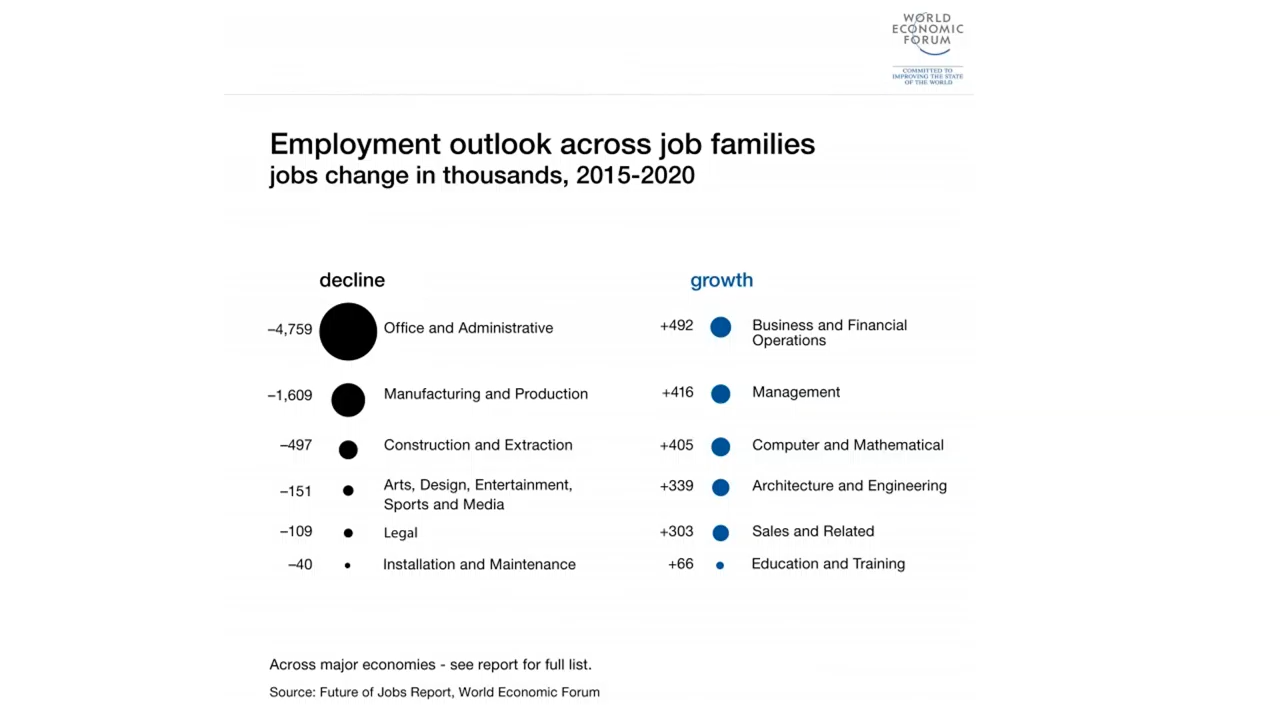 WORLD
ECONOMIC
FORUM
COMMITTED TO
IMPROVING THE STATE
OF THE WORLD
Employment outlook across job families
jobs change in thousands, 2015-2020
decline
growth
–4,759 Office and Administrative
+492 Business and Financial
Operations
–1,609 Manufacturing and Production
+416 Management
–497 Construction and Extraction
+405 Computer and Mathematical
–151 Arts, Design, Entertainment,
Sports and Media
+339 Architecture and Engineering
–109 Legal
+303 Sales and Related
–40 Installation and Maintenance
+66 Education and Training
Across major economies - see report for full list.
Source: Future of Jobs Report, World Economic Forum